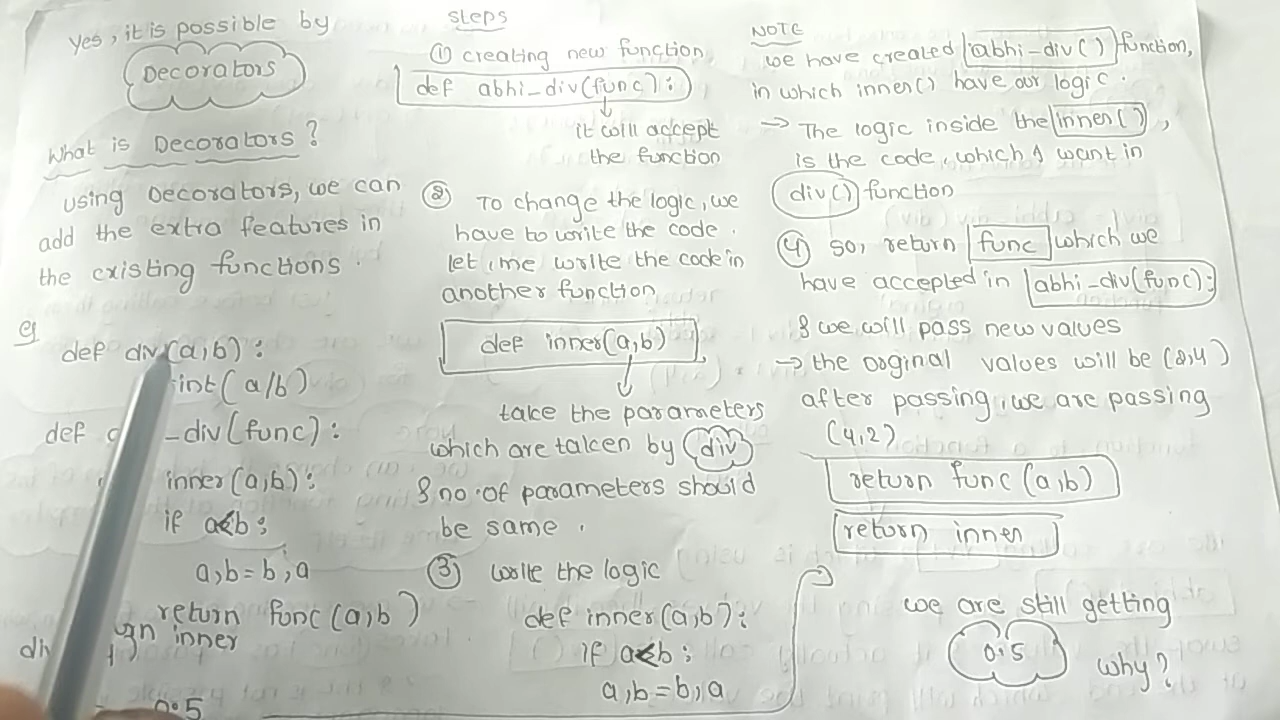 Yes, it is possible by
Decorators
What is Decorators?
using Decorators, we can
add the extra features in
the existing functions.
eg
def div(a,b):
int(a/b)
def
_div(func):
inner(a,b):
if a<b:
a,b=b,a
return func(a,b)
inner
0.5
steps
① creating new function
def abhi_div(func):
it will accept
the function
② To change the logic, we
have to write the code.
let, me write the code in
another function
def inner(a,b)
take the parameters
which are taken by div
& no. of parameters should
be same.
③ write the logic
def inner(a,b):
if a<b:
a,b=b,a
NOTE
we have created abhi-div() function,
in which inner() have our logic.
→ The logic inside the inner(),
is the code, which I want in
div() function
④ so, return func which we
have accepted in abhi-div(func):
& we will pass new values
→ the orginal values will be (2,4)
after passing, we are passing
(4,2)
return func(a,b)
return inner
we are still getting
0.5 why?